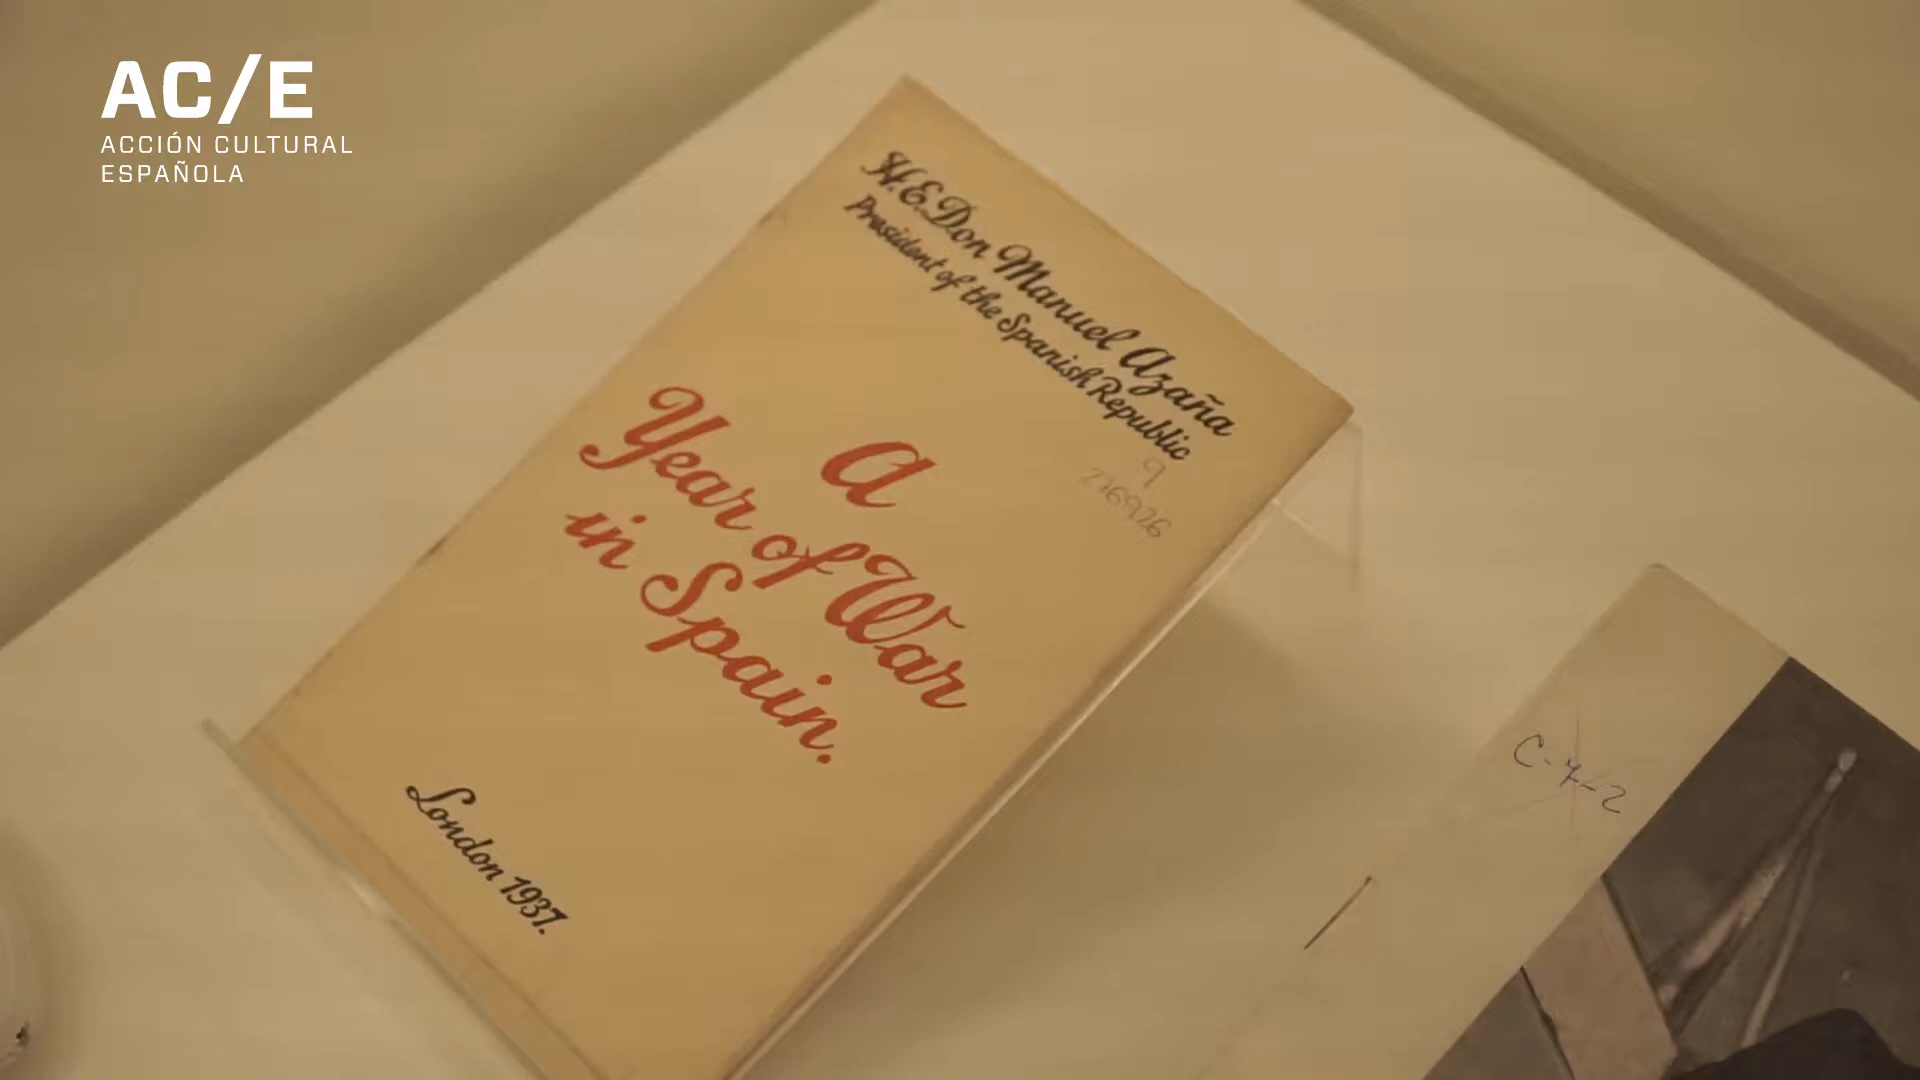 AC/E
ACCIÓN CULTURAL
ESPAÑOLA
H.E. Don Manuel Azaña
President of the Spanish Republic
9
216926
A
Year of War
in Spain.
London 1937.
C-4-2